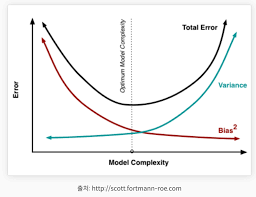 Total Error
Optimum Model Complexity
Variance
Error
Bias2
Model Complexity
출처: http://scott.fortmann-roe.com